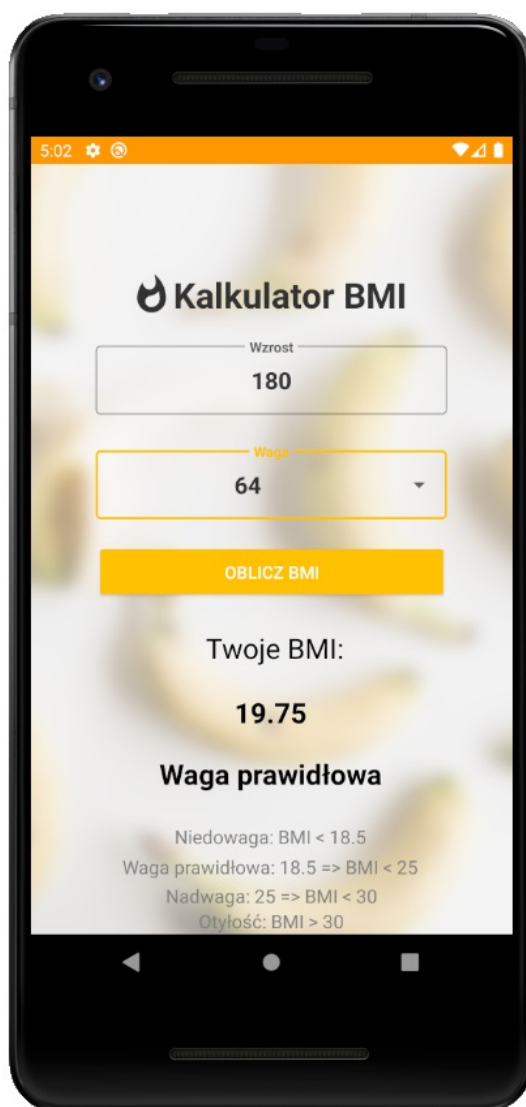 5:02
Kalkulator BMI
Wzrost
180
Waga
64
OBLICZ BMI
Twoje BMI:
19.75
Waga prawidłowa
Niedowaga: BMI < 18.5
Waga prawidłowa: 18.5 => BMI < 25
Nadwaga: 25 => BMI < 30
Otyłość: BMI > 30